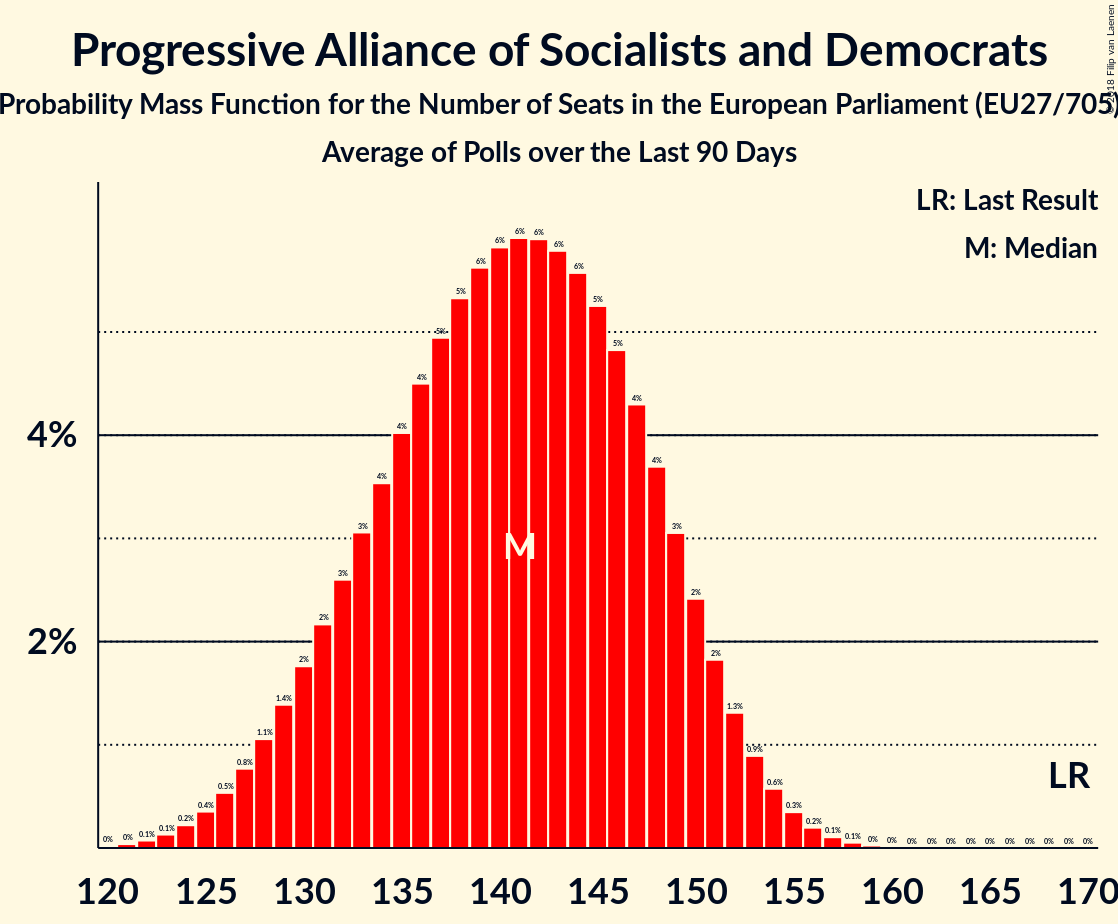 Progressive Alliance of Socialists and Democrats
Probability Mass Function for the Number of Seats in the European Parliament (EU27/705)
Average of Polls over the Last 90 Days
© 2018 Filip van Laenen
LR: Last Result
M: Median
4%
2%
0% 0% 0.1% 0.1% 0.2% 0.4% 0.5% 0.8% 1.1% 1.4% 2% 2% 3% 3% 4% 4% 4% 5% 5% 6% 6% 6% 6% 6% 6% 5% 5% 4% 4% 3% 2% 2% 1.3% 0.9% 0.6% 0.3% 0.2% 0.1% 0.1% 0% 0% 0% 0% 0% 0% 0% 0% 0% 0% 0% 0%
M
LR
120 125 130 135 140 145 150 155 160 165 170